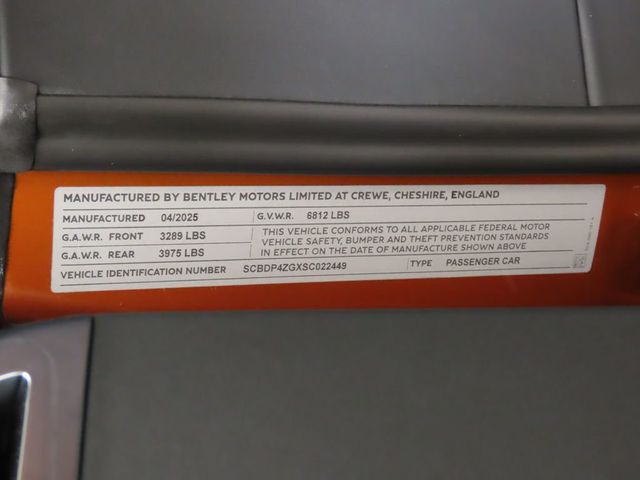 MANUFACTURED BY BENTLEY MOTORS LIMITED AT CREWE, CHESHIRE, ENGLAND
MANUFACTURED 04/2025 G.V.W.R. 6812 LBS
G.A.W.R. FRONT 3289 LBS
G.A.W.R. REAR 3975 LBS
THIS VEHICLE CONFORMS TO ALL APPLICABLE FEDERAL MOTOR
VEHICLE SAFETY, BUMPER AND THEFT PREVENTION STANDARDS
IN EFFECT ON THE DATE OF MANUFACTURE SHOWN ABOVE
VEHICLE IDENTIFICATION NUMBER SCBDP4ZGXSC022449 TYPE PASSENGER CAR